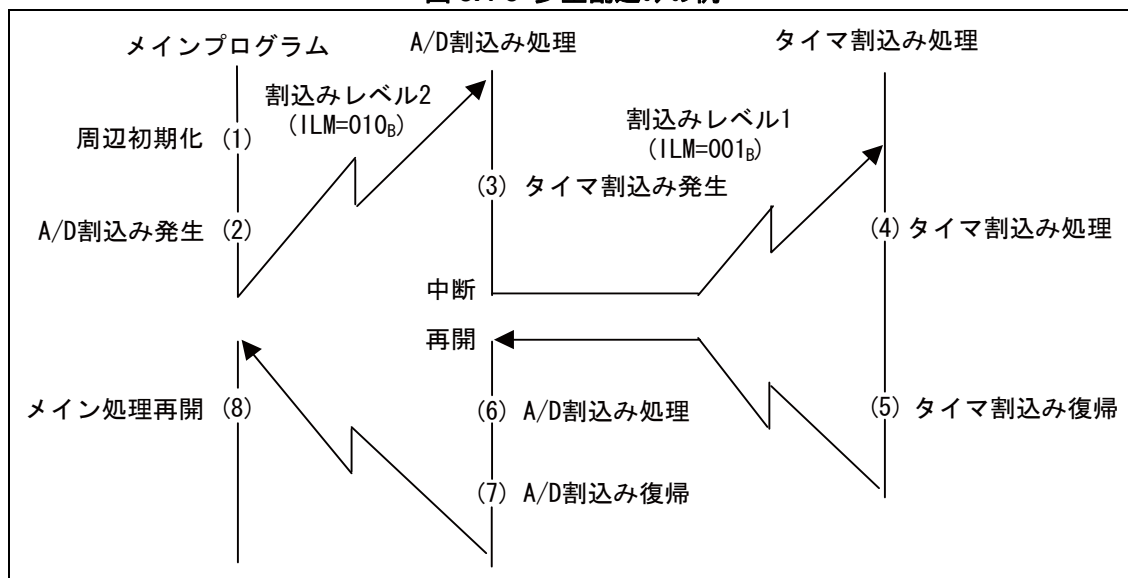 メインプログラム
A/D割込み処理
タイマ割込み処理
割込みレベル2
(ILM=010B)
割込みレベル1
(ILM=001B)
周辺初期化 (1)
(3) タイマ割込み発生
A/D割込み発生 (2)
(4) タイマ割込み処理
中断
再開
メイン処理再開 (8)
(6) A/D割込み処理
(5) タイマ割込み復帰
(7) A/D割込み復帰